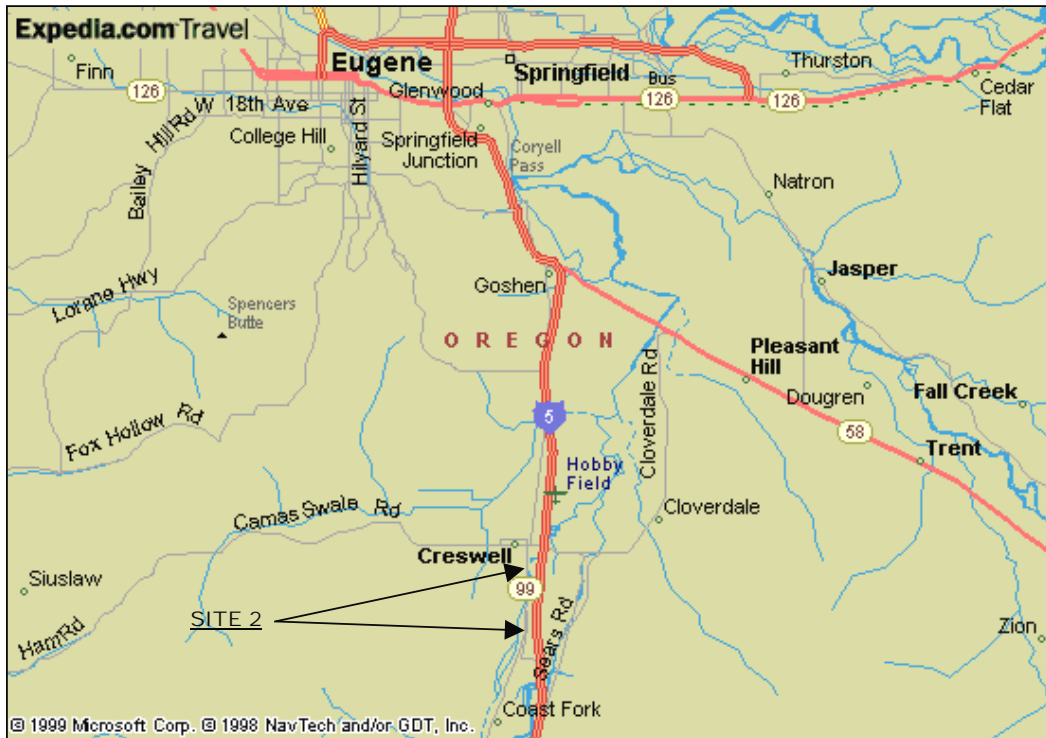 Expedia.com Travel
Finn
126
Eugene
Springfield
Bus
126
Thurston
126
Cedar
Flat
W 18th Ave
Glenwood
Bailey Hill Rd
College Hill
Hilyard St
Springfield
Junction
Coryell
Pass
Natron
Lorane Hwy
Spencers
Butte
Goshen
Jasper
OREGON
Pleasant
Hill
Dougren
Fall Creek
Fox Hollow Rd
5
Cloverdale Rd
58
Trent
Hobby
Field
Camas Swale Rd
Cloverdale
Creswell
Siuslaw
99
SITE 2
Ham Rd
Sears Rd
Zion
Coast Fork
© 1999 Microsoft Corp. © 1998 NavTech and/or GDT, Inc.